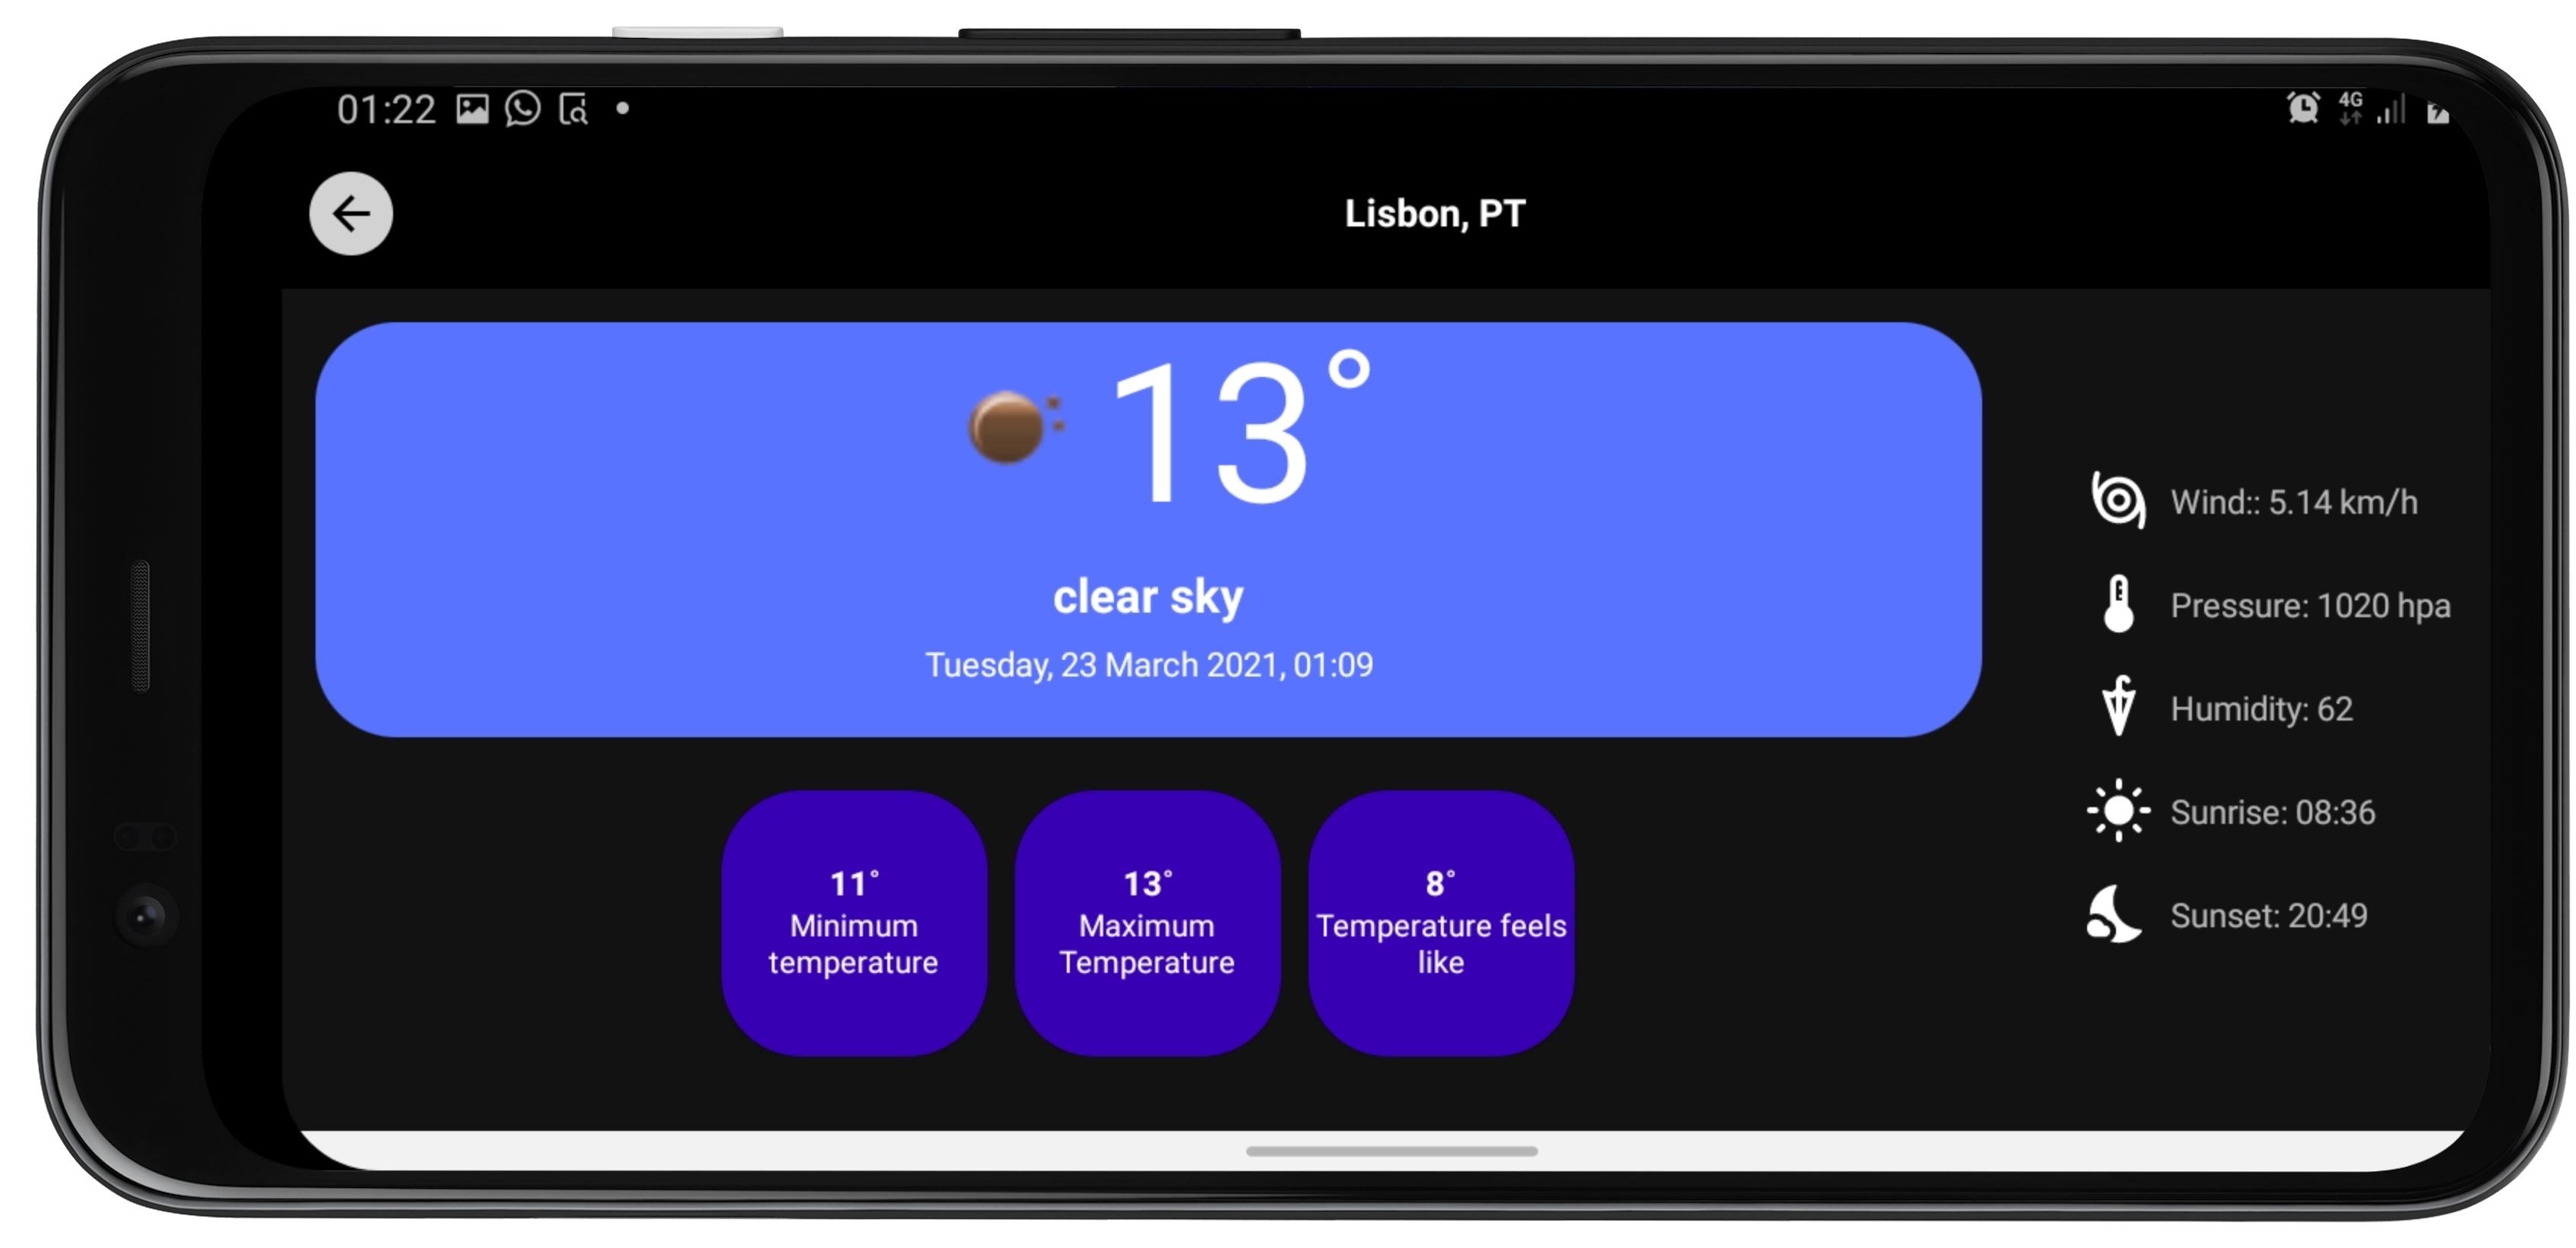 01:22
4G
Lisbon, PT
13°
clear sky
Tuesday, 23 March 2021, 01:09
11°
Minimum
temperature
13°
Maximum
Temperature
8°
Temperature feels
like
Wind:: 5.14 km/h
Pressure: 1020 hpa
Humidity: 62
Sunrise: 08:36
Sunset: 20:49